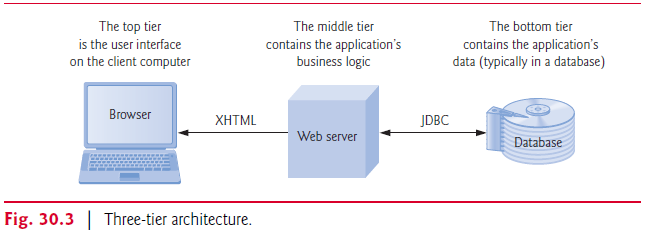 The top tier
is the user interface
on the client computer
The middle tier
contains the application's
business logic
The bottom tier
contains the application's
data (typically in a database)
Browser
XHTML
Web server
JDBC
Database
Fig. 30.3 | Three-tier architecture.